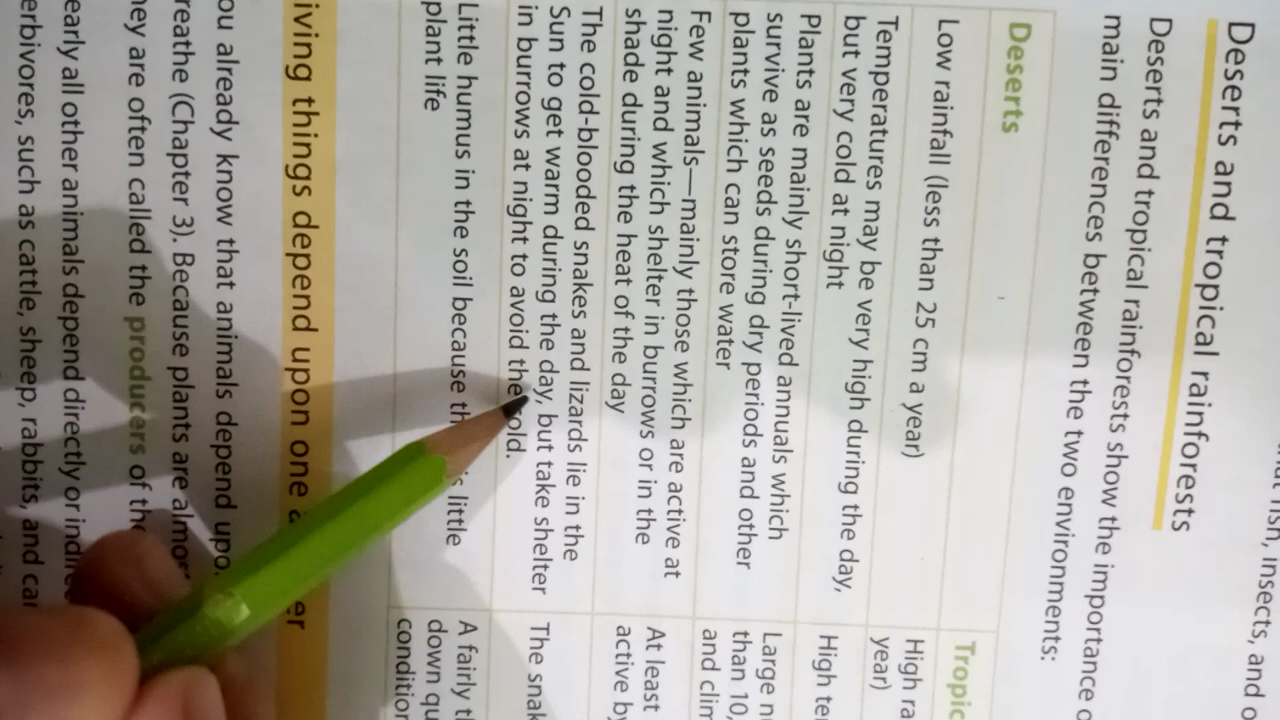 hat fish, insects, and o
Deserts and tropical rainforests
Deserts and tropical rainforests show the importance o
main differences between the two environments:
Deserts
Low rainfall (less than 25 cm a year)
Temperatures may be very high during the day,
but very cold at night
Plants are mainly short-lived annuals which
survive as seeds during dry periods and other
plants which can store water
Few animals—mainly those which are active at
night and which shelter in burrows or in the
shade during the heat of the day
The cold-blooded snakes and lizards lie in the
Sun to get warm during the day, but take shelter
in burrows at night to avoid the cold.
Little humus in the soil because th is little
plant life
Tropic
High ra
year)
High te
Large n
than 10,
and clim
At least
active by
The snak
A fairly t
down qu
condition
iving things depend upon one a er
ou already know that animals depend upo
reathe (Chapter 3). Because plants are almos
hey are often called the producers of the
early all other animals depend directly or indire
erbivores, such as cattle, sheep, rabbits, and